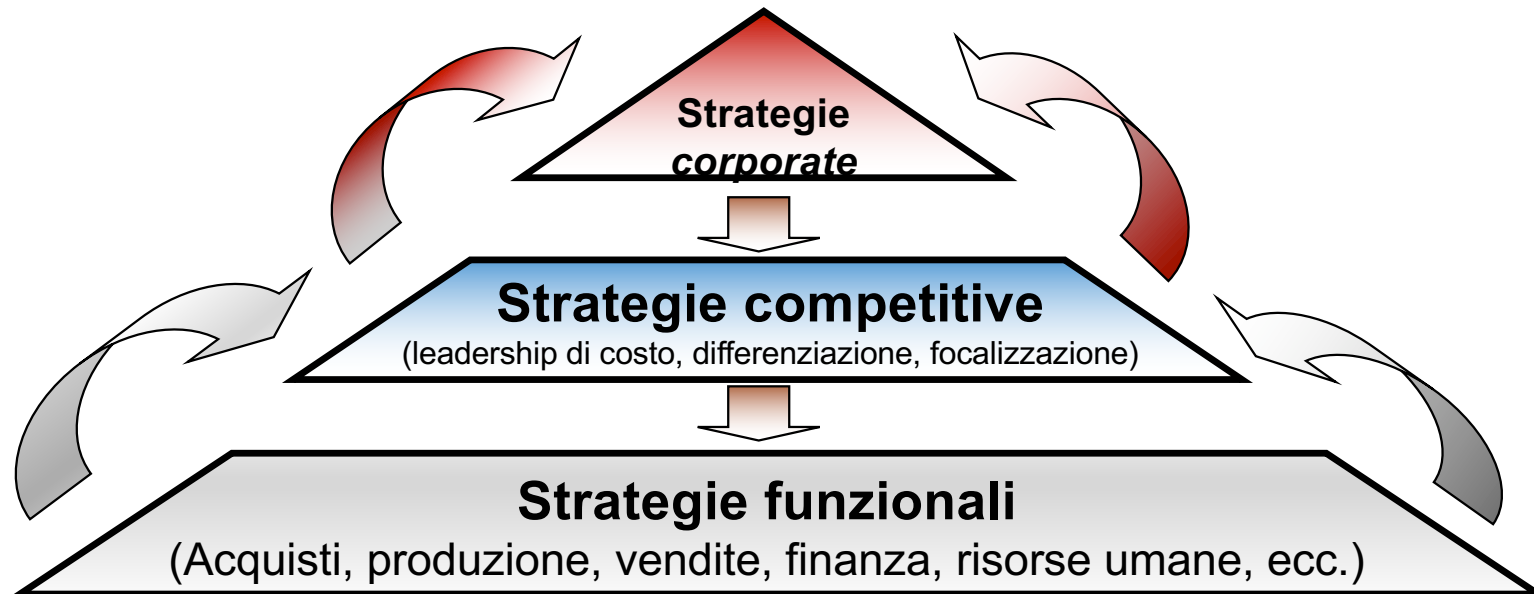 Strategie
corporate
Strategie competitive
(leadership di costo, differenziazione, focalizzazione)
Strategie funzionali
(Acquisti, produzione, vendite, finanza, risorse umane, ecc.)